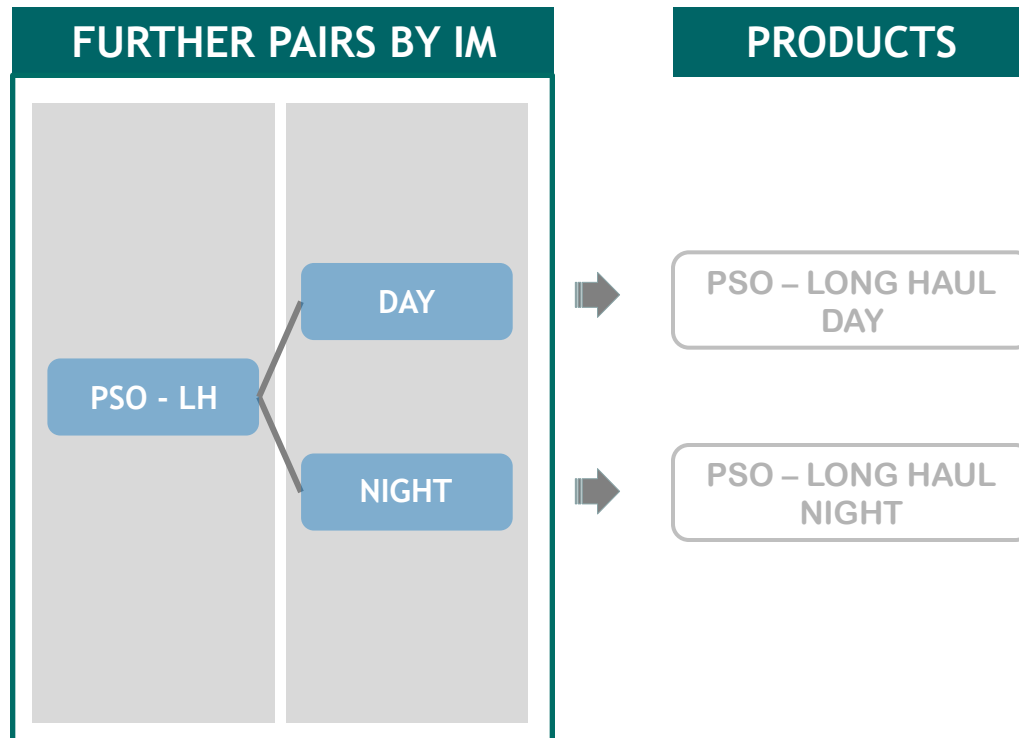 FURTHER PAIRS BY IM
PRODUCTS
PSO - LH
DAY
NIGHT
PSO – LONG HAUL
DAY
PSO – LONG HAUL
NIGHT